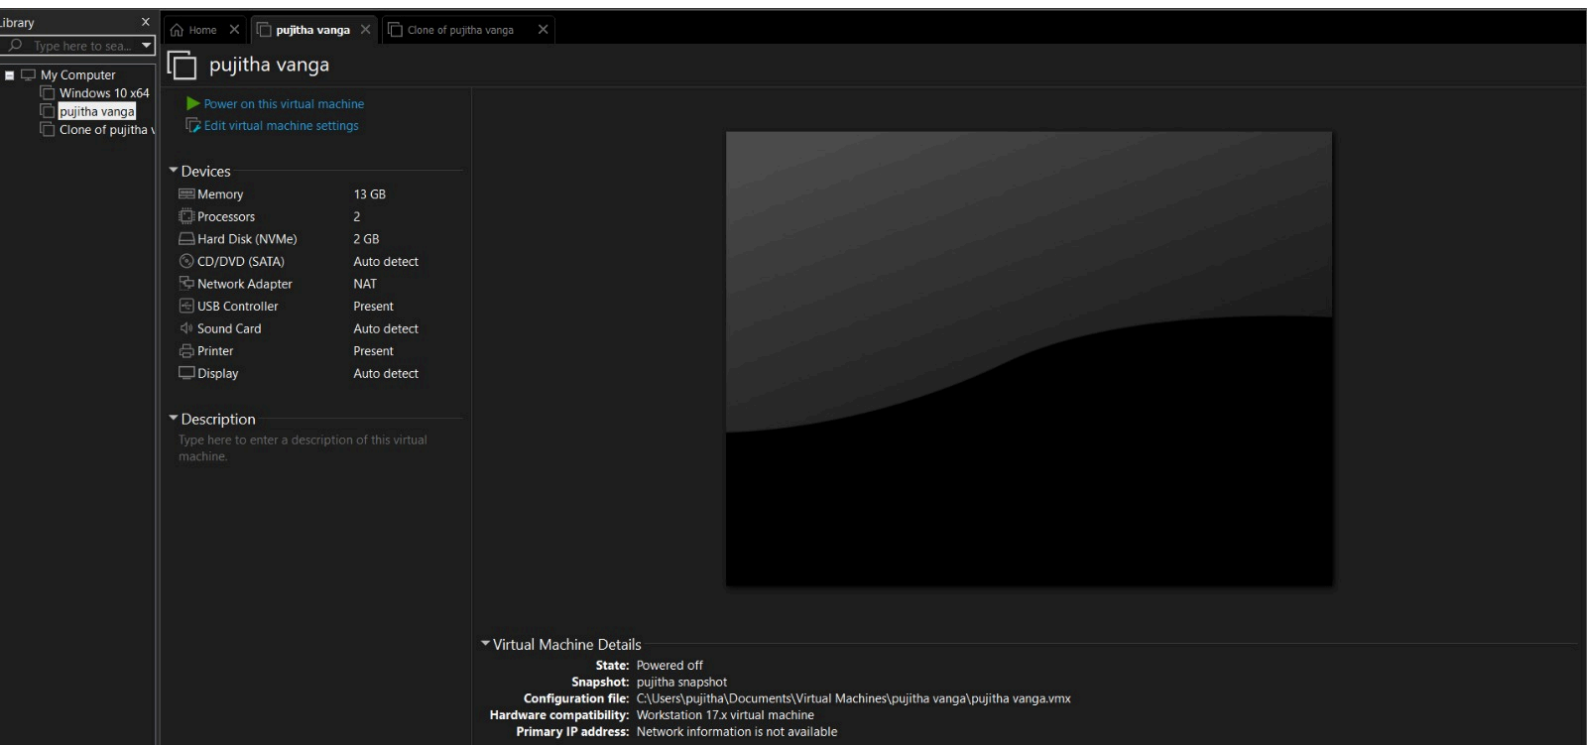 Library X
Type here to sea...
My Computer
Windows 10 x64
pujitha vanga
Clone of pujitha v
Home X pujitha vanga X Clone of pujitha vanga X
pujitha vanga
Power on this virtual machine
Edit virtual machine settings
Devices
Memory 13 GB
Processors 2
Hard Disk (NVMe) 2 GB
CD/DVD (SATA) Auto detect
Network Adapter NAT
USB Controller Present
Sound Card Auto detect
Printer Present
Display Auto detect
Description
Type here to enter a description of this virtual
machine.
Virtual Machine Details
State: Powered off
Snapshot: pujitha snapshot
Configuration file: C:\Users\pujitha\Documents\Virtual Machines\pujitha vanga\pujitha vanga.vmx
Hardware compatibility: Workstation 17.x virtual machine
Primary IP address: Network information is not available